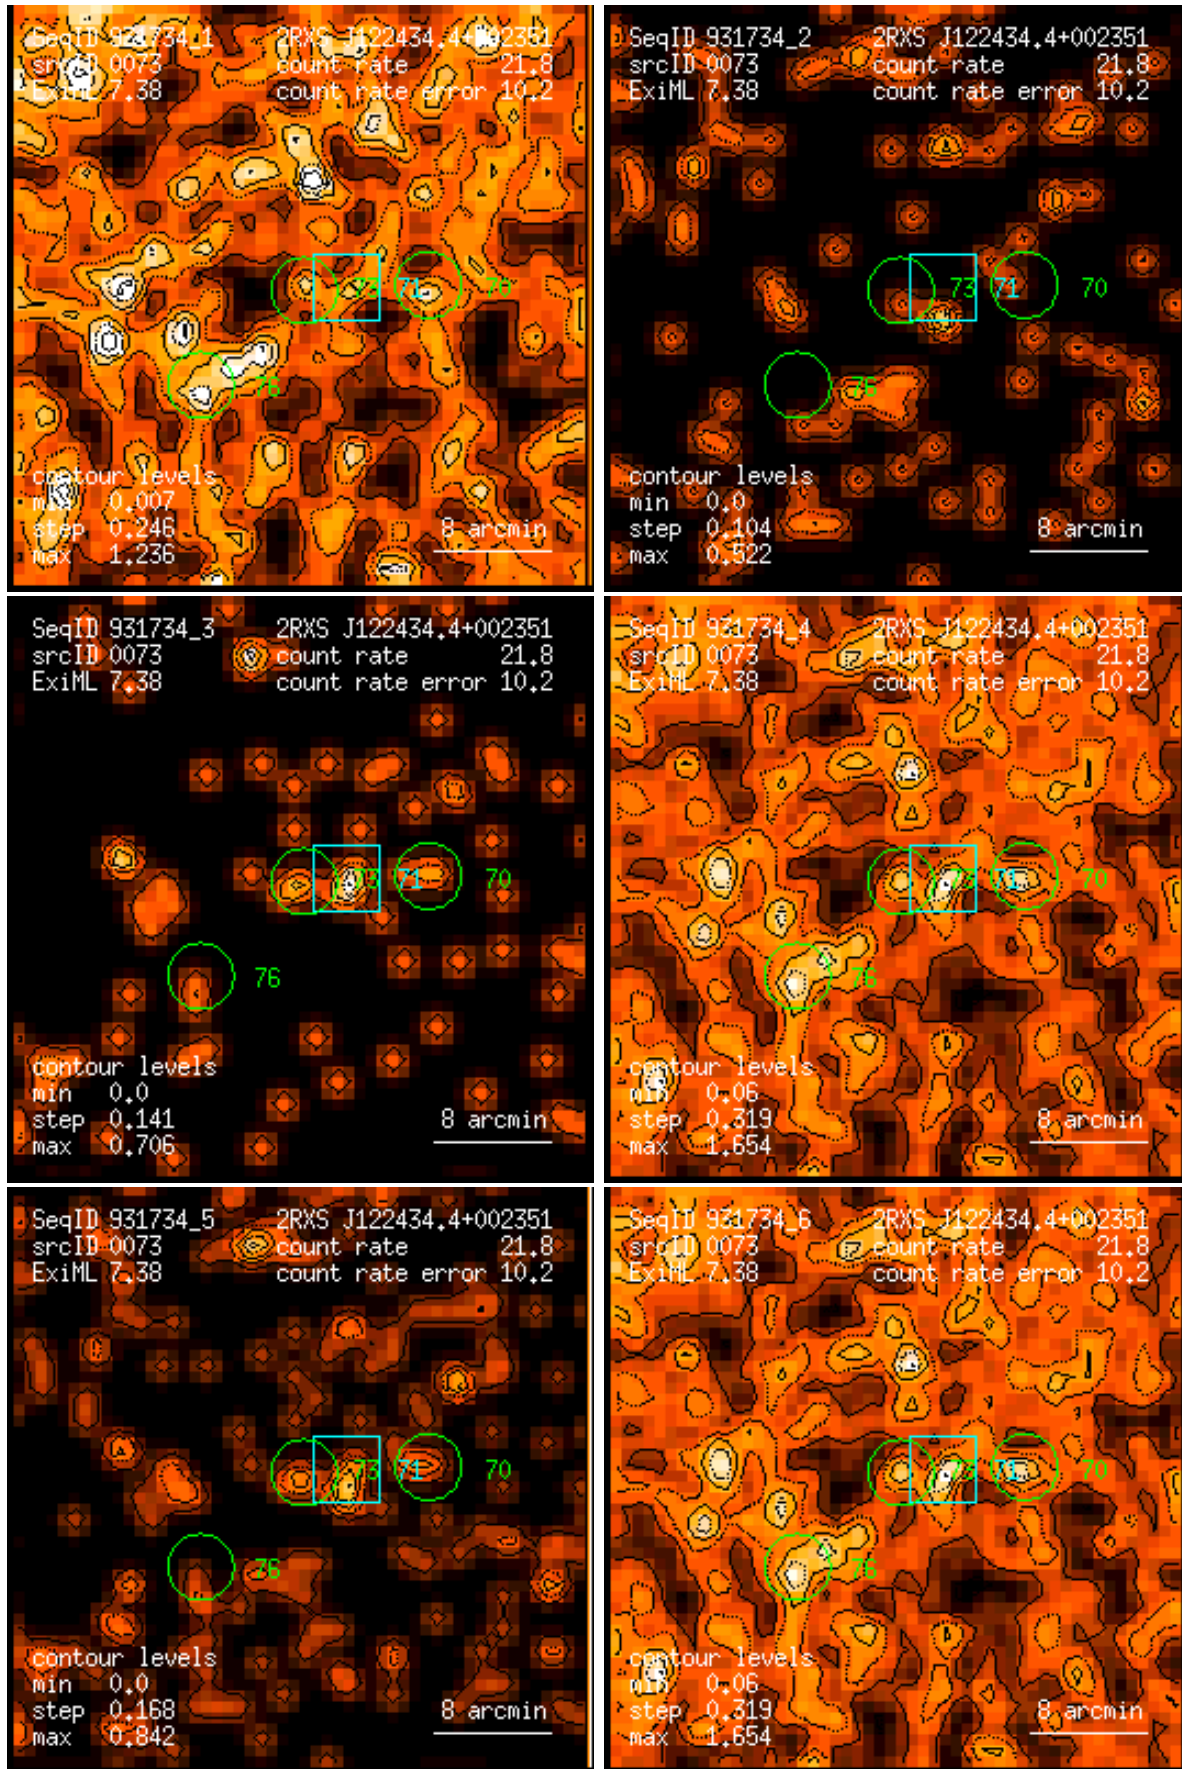 SeqID 931734_1 2RXS J122434.4+002351
srcID 0073 count rate 21.8
ExiML 7.38 count rate error 10.2
73 71 70
76
contour levels
min 0.007
step 0.246 8 arcmin
max 1.236
SeqID 931734_2 2RXS J122434.4+002351
srcID 0073 count rate 21.8
ExiML 7.38 count rate error 10.2
73 71 70
76
contour levels
min 0.0
step 0.104 8 arcmin
max 0.522
SeqID 931734_3 2RXS J122434.4+002351
srcID 0073 count rate 21.8
ExiML 7.38 count rate error 10.2
73 71 70
76
contour levels
min 0.0
step 0.141 8 arcmin
max 0.706
SeqID 931734_4 2RXS J122434.4+002351
srcID 0073 count rate 21.8
ExiML 7.38 count rate error 10.2
73 71 70
76
contour levels
min 0.06
step 0.319 8 arcmin
max 1.654
SeqID 931734_5 2RXS J122434.4+002351
srcID 0073 count rate 21.8
ExiML 7.38 count rate error 10.2
73 71 70
76
contour levels
min 0.0
step 0.168 8 arcmin
max 0.842
SeqID 931734_6 2RXS J122434.4+002351
srcID 0073 count rate 21.8
ExiML 7.38 count rate error 10.2
73 71 70
76
contour levels
min 0.06
step 0.319 8 arcmin
max 1.654